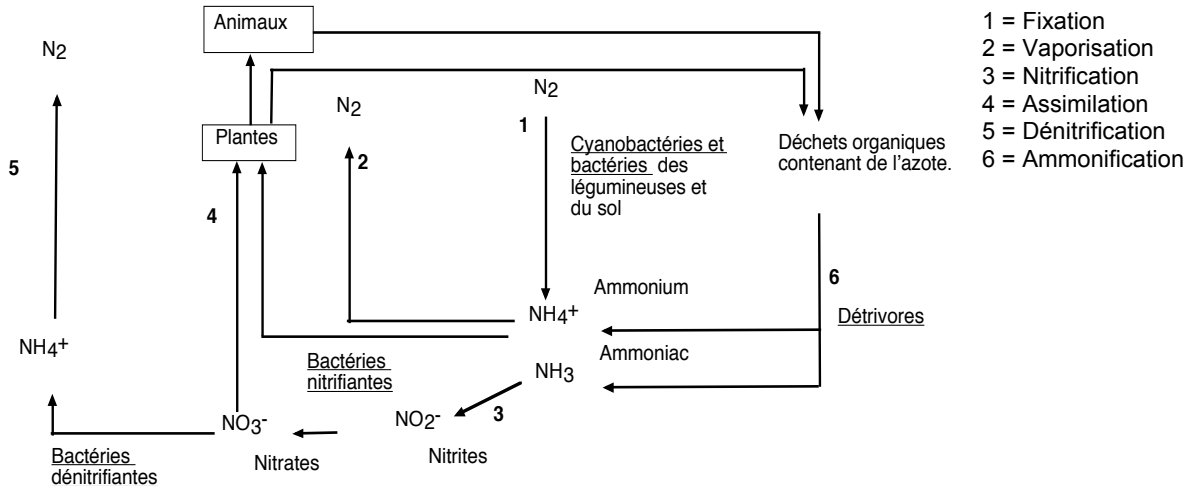 Animaux
N2
Plantes
5
N2
N2
1
2
4
Cyanobactéries et
bactéries des
légumineuses et
du sol
Déchets organiques
contenant de l'azote.
1 = Fixation
2 = Vaporisation
3 = Nitrification
4 = Assimilation
5 = Dénitrification
6 = Ammonification
6
Ammonium
NH4+
Détrivores
NH4+
Ammoniac
Bactéries
nitrifiantes
NH3
3
NO3-
NO2-
Nitrates
Nitrites
Bactéries
dénitrifiantes